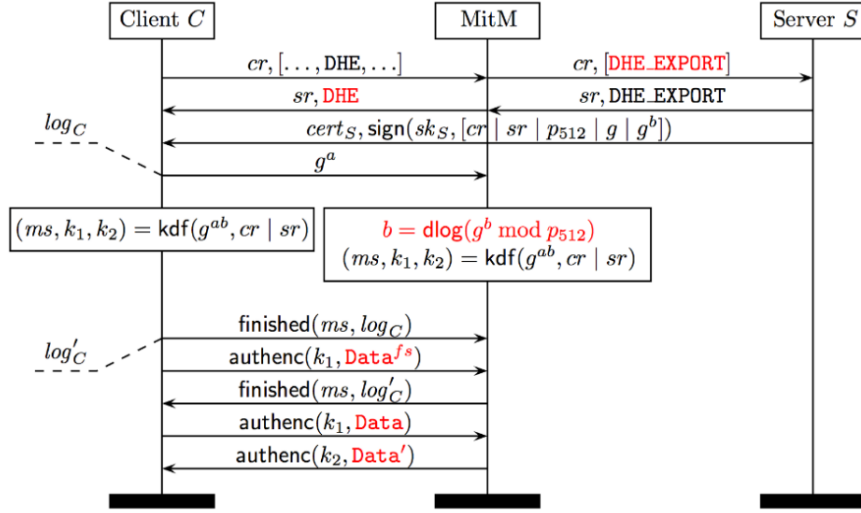 Client C MitM Server S
cr, [..., DHE, ...] cr, [DHE_EXPORT]
sr, DHE sr, DHE_EXPORT
log_C cert_S, sign(sk_S, [cr | sr | p_512 | g | g^b])
g^a
(ms, k_1, k_2) = kdf(g^{ab}, cr | sr) b = dlog(g^b mod p_512)
(ms, k_1, k_2) = kdf(g^{ab}, cr | sr)
finished(ms, log_C)
log'_C authenc(k_1, Data^{fs})
finished(ms, log'_C)
authenc(k_1, Data)
authenc(k_2, Data')